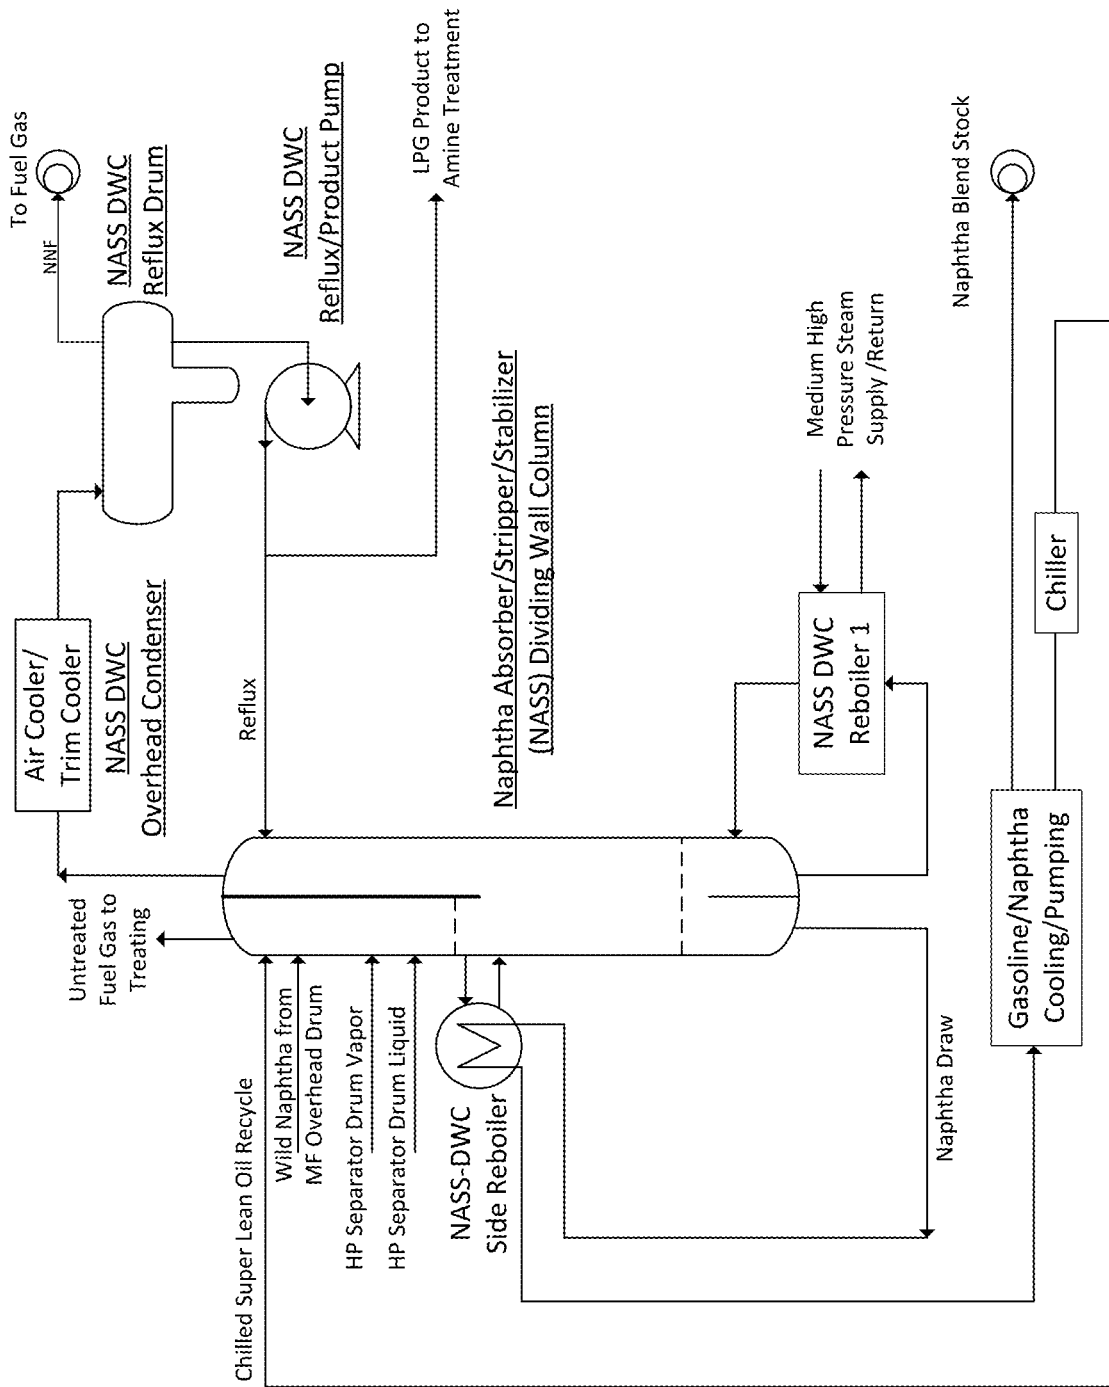 To Fuel Gas
NNF
NASS DWC
Reflux Drum
NASS DWC
Reflux/Product Pump
LPG Product to
Amine Treatment
Air Cooler/
Trim Cooler
NASS DWC
Overhead Condenser
Reflux
Naphtha Absorber/Stripper/Stabilizer
(NASS) Dividing Wall Column
Medium High
Pressure Steam
Supply /Return
NASS DWC
Reboiler 1
Naphtha Blend Stock
Chiller
Gasoline/Naphtha
Cooling/Pumping
Untreated
Fuel Gas to
Treating
Chilled Super Lean Oil Recycle
Wild Naphtha from
MF Overhead Drum
HP Separator Drum Vapor
HP Separator Drum Liquid
NASS-DWC
Side Reboiler
Naphtha Draw